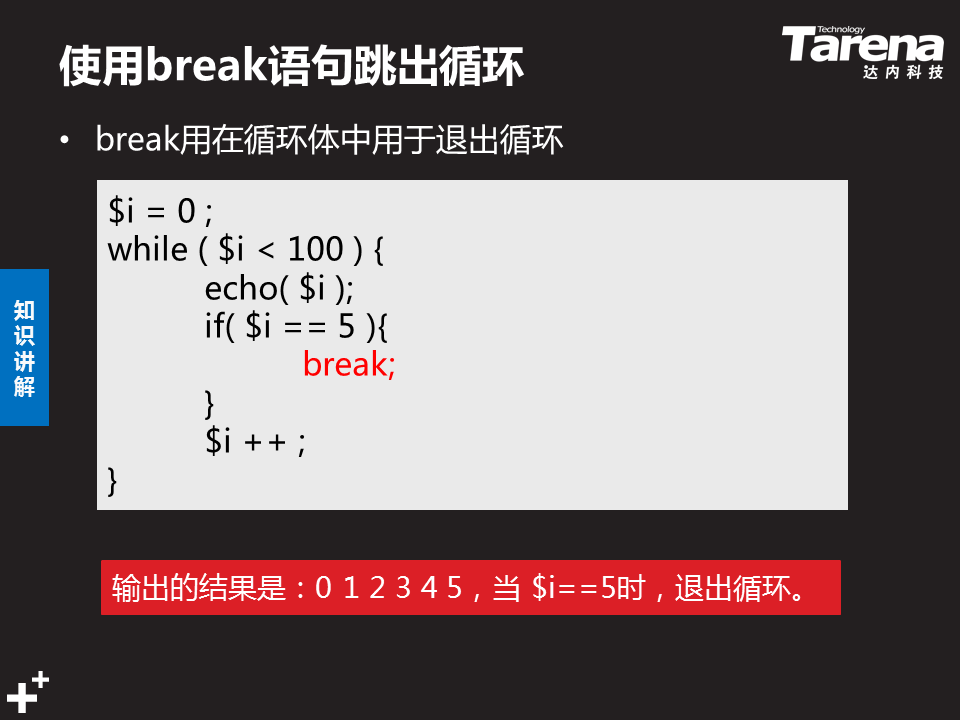 使用break语句跳出循环
Technology
Tarena
达内科技
• break用在循环体中用于退出循环
$i = 0 ;
while ( $i < 100 ) {
echo( $i );
if( $i == 5 ){
break;
}
$i ++ ;
}
知识讲解
输出的结果是：0 1 2 3 4 5，当 $i==5时，退出循环。